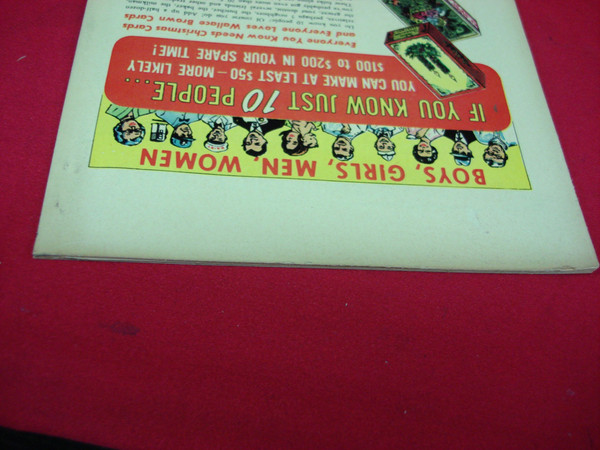 BOYS, GIRLS, MEN, WOMEN
IF YOU KNOW JUST 10 PEOPLE...
YOU CAN MAKE AT LEAST $50 – MORE LIKELY
$100 to $200 IN YOUR SPARE TIME!
Everyone You Know Needs Christmas Cards
and Everyone Loves Wallace Brown Cards